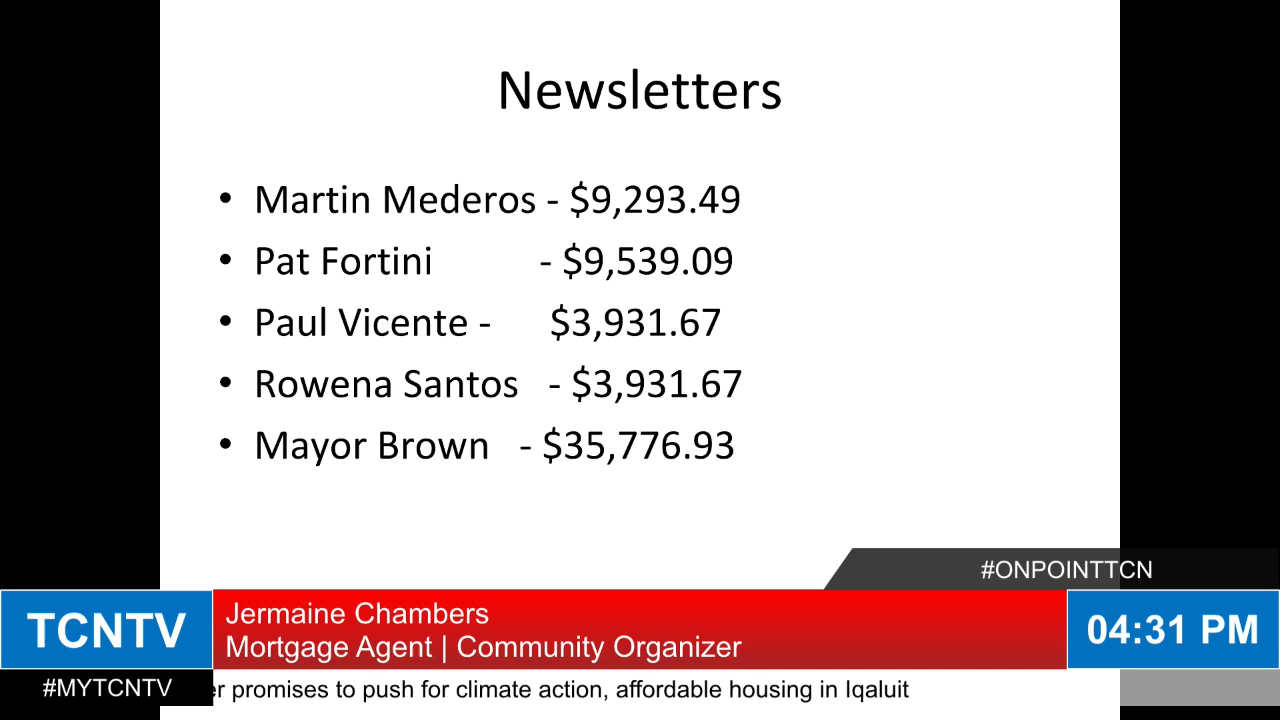 Newsletters
• Martin Mederos - $9,293.49
• Pat Fortini - $9,539.09
• Paul Vicente - $3,931.67
• Rowena Santos - $3,931.67
• Mayor Brown - $35,776.93
#ONPOINTTCN
TCNTV
Jermaine Chambers
Mortgage Agent | Community Organizer
04:31 PM
#MYTCNTV
er promises to push for climate action, affordable housing in Iqaluit